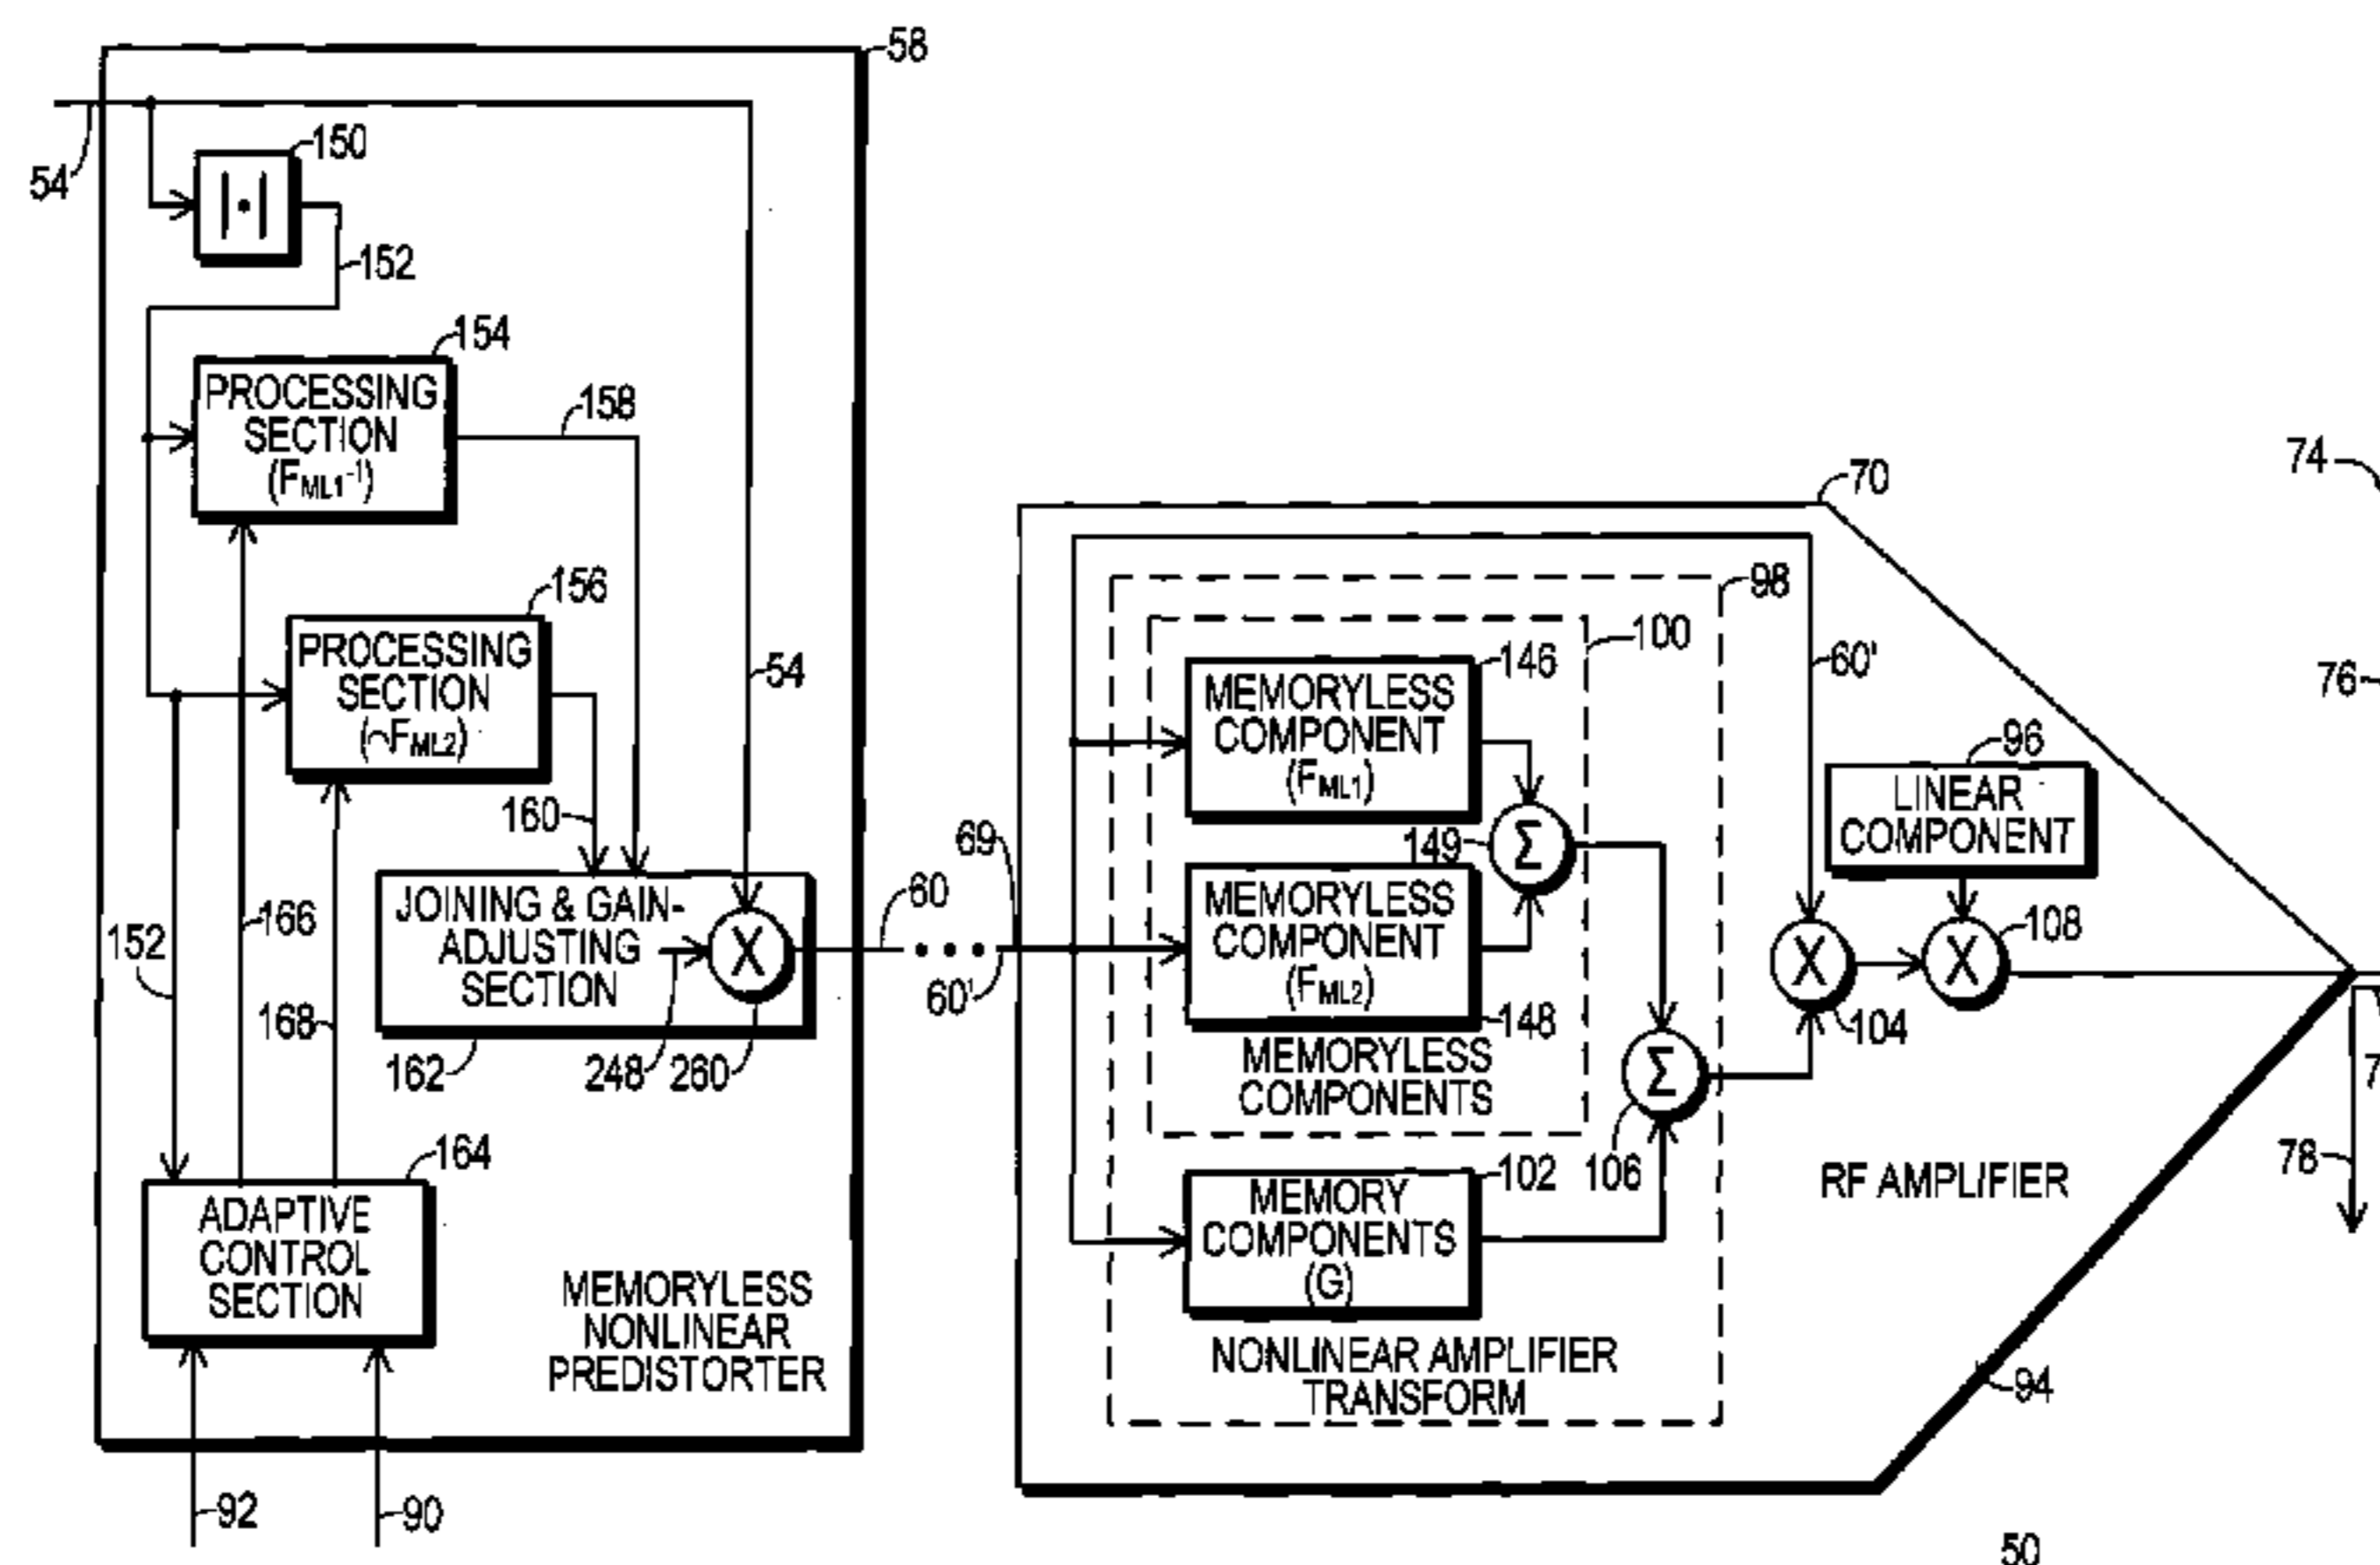 58
54
150
|•|
152
154
PROCESSING
SECTION
(FML1-1)
158
156
PROCESSING
SECTION
(~FML2)
54
160
JOINING & GAIN-
ADJUSTING
SECTION
X
152
166
168
162
248
260
60
• • •
69
60'
164
ADAPTIVE
CONTROL
SECTION
MEMORYLESS
NONLINEAR
PREDISTORTER
92
90
70
98
100
146
MEMORYLESS
COMPONENT
(FML1)
149
Σ
MEMORYLESS
COMPONENT
(FML2)
148
MEMORYLESS
COMPONENTS
Σ
106
102
MEMORY
COMPONENTS
(G)
NONLINEAR AMPLIFIER
TRANSFORM
60'
96
LINEAR
COMPONENT
X
104
X
108
RF AMPLIFIER
94
74
76
78
50